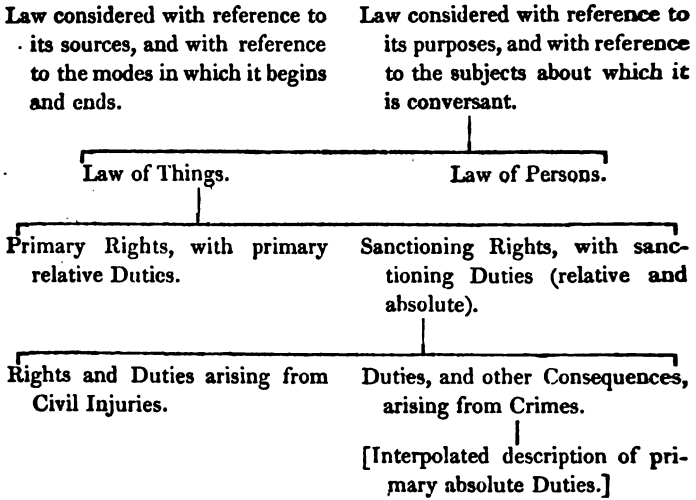 Law considered with reference to
its sources, and with reference
to the modes in which it begins
and ends.
Law considered with reference to
its purposes, and with reference
to the subjects about which it
is conversant.
Law of Things.
Law of Persons.
Primary Rights, with primary
relative Duties.
Sanctioning Rights, with sanc-
tioning Duties (relative and
absolute).
Rights and Duties arising from
Civil Injuries.
Duties, and other Consequences,
arising from Crimes.
[Interpolated description of pri-
mary absolute Duties.]